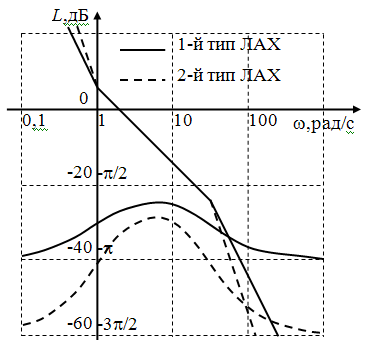 L,дБ
1-й тип ЛАХ
2-й тип ЛАХ
0
0,1 1 10 100 ω,рад/с
-20 -π/2
-40 -π
-60 -3π/2